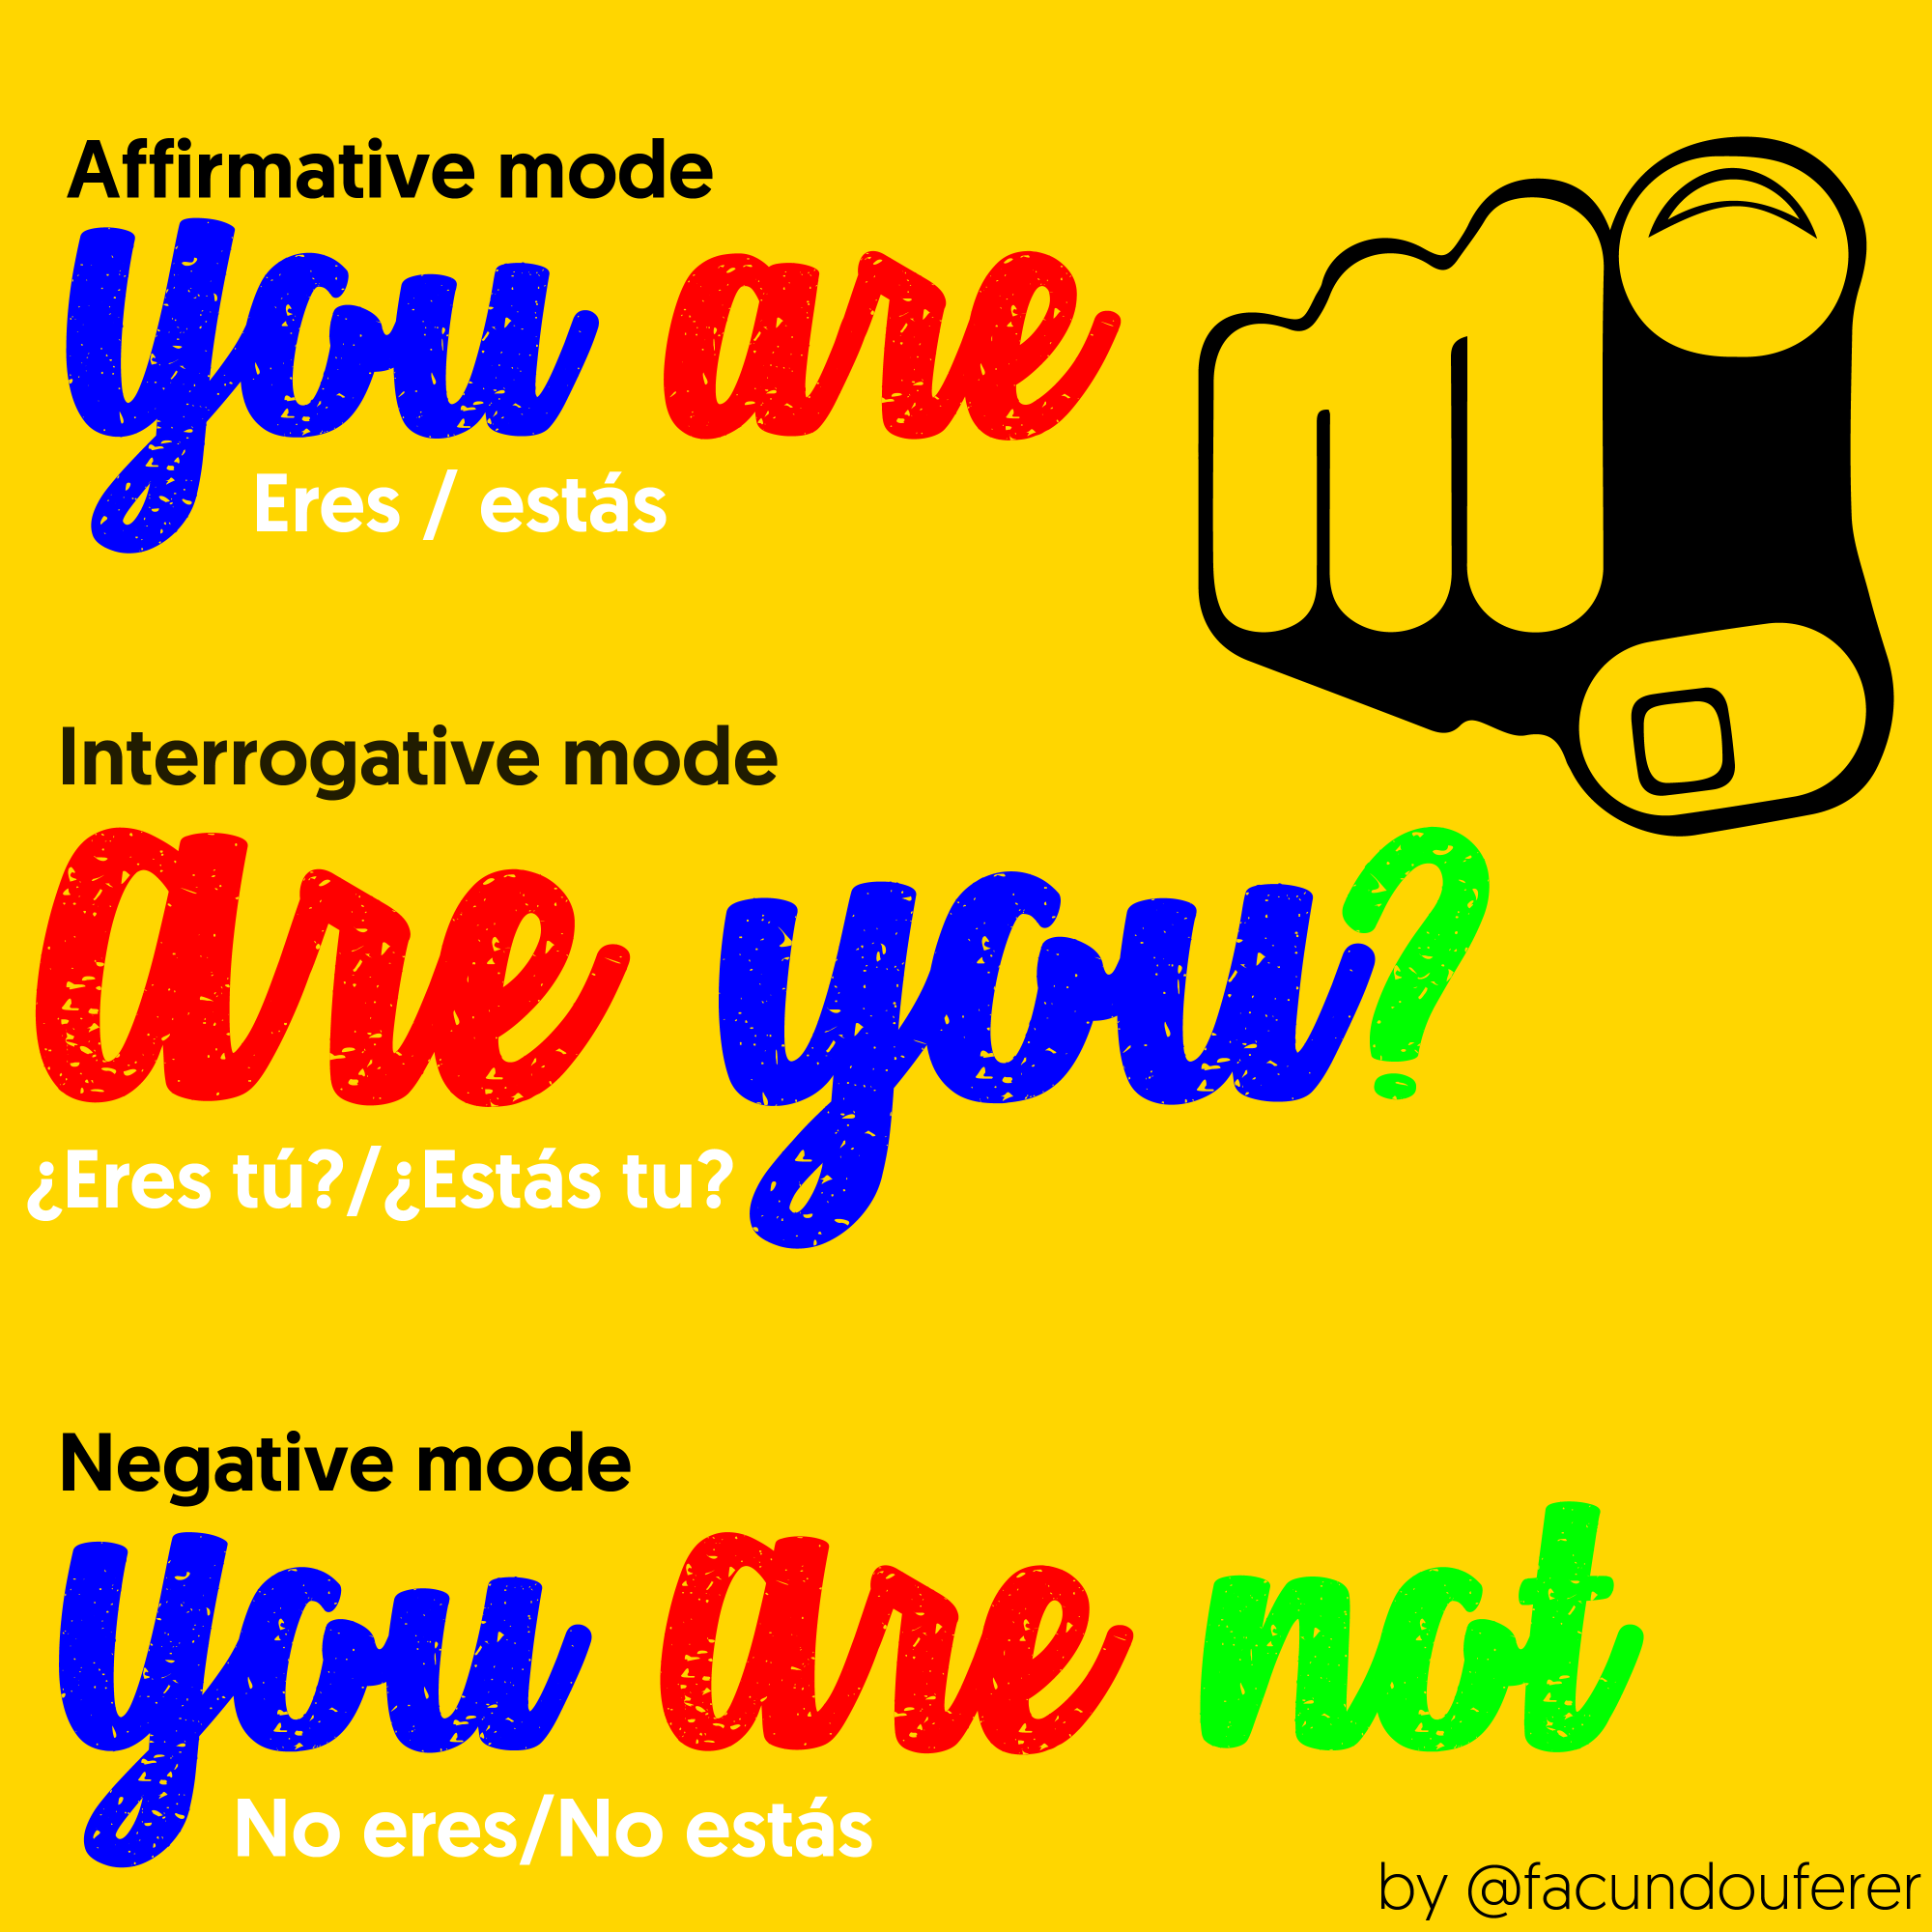 Affirmative mode
you are
Eres / estás
Interrogative mode
are you?
¿Eres tú?/¿Estás tu?
Negative mode
you are not
No eres/No estás
by @facundouferer